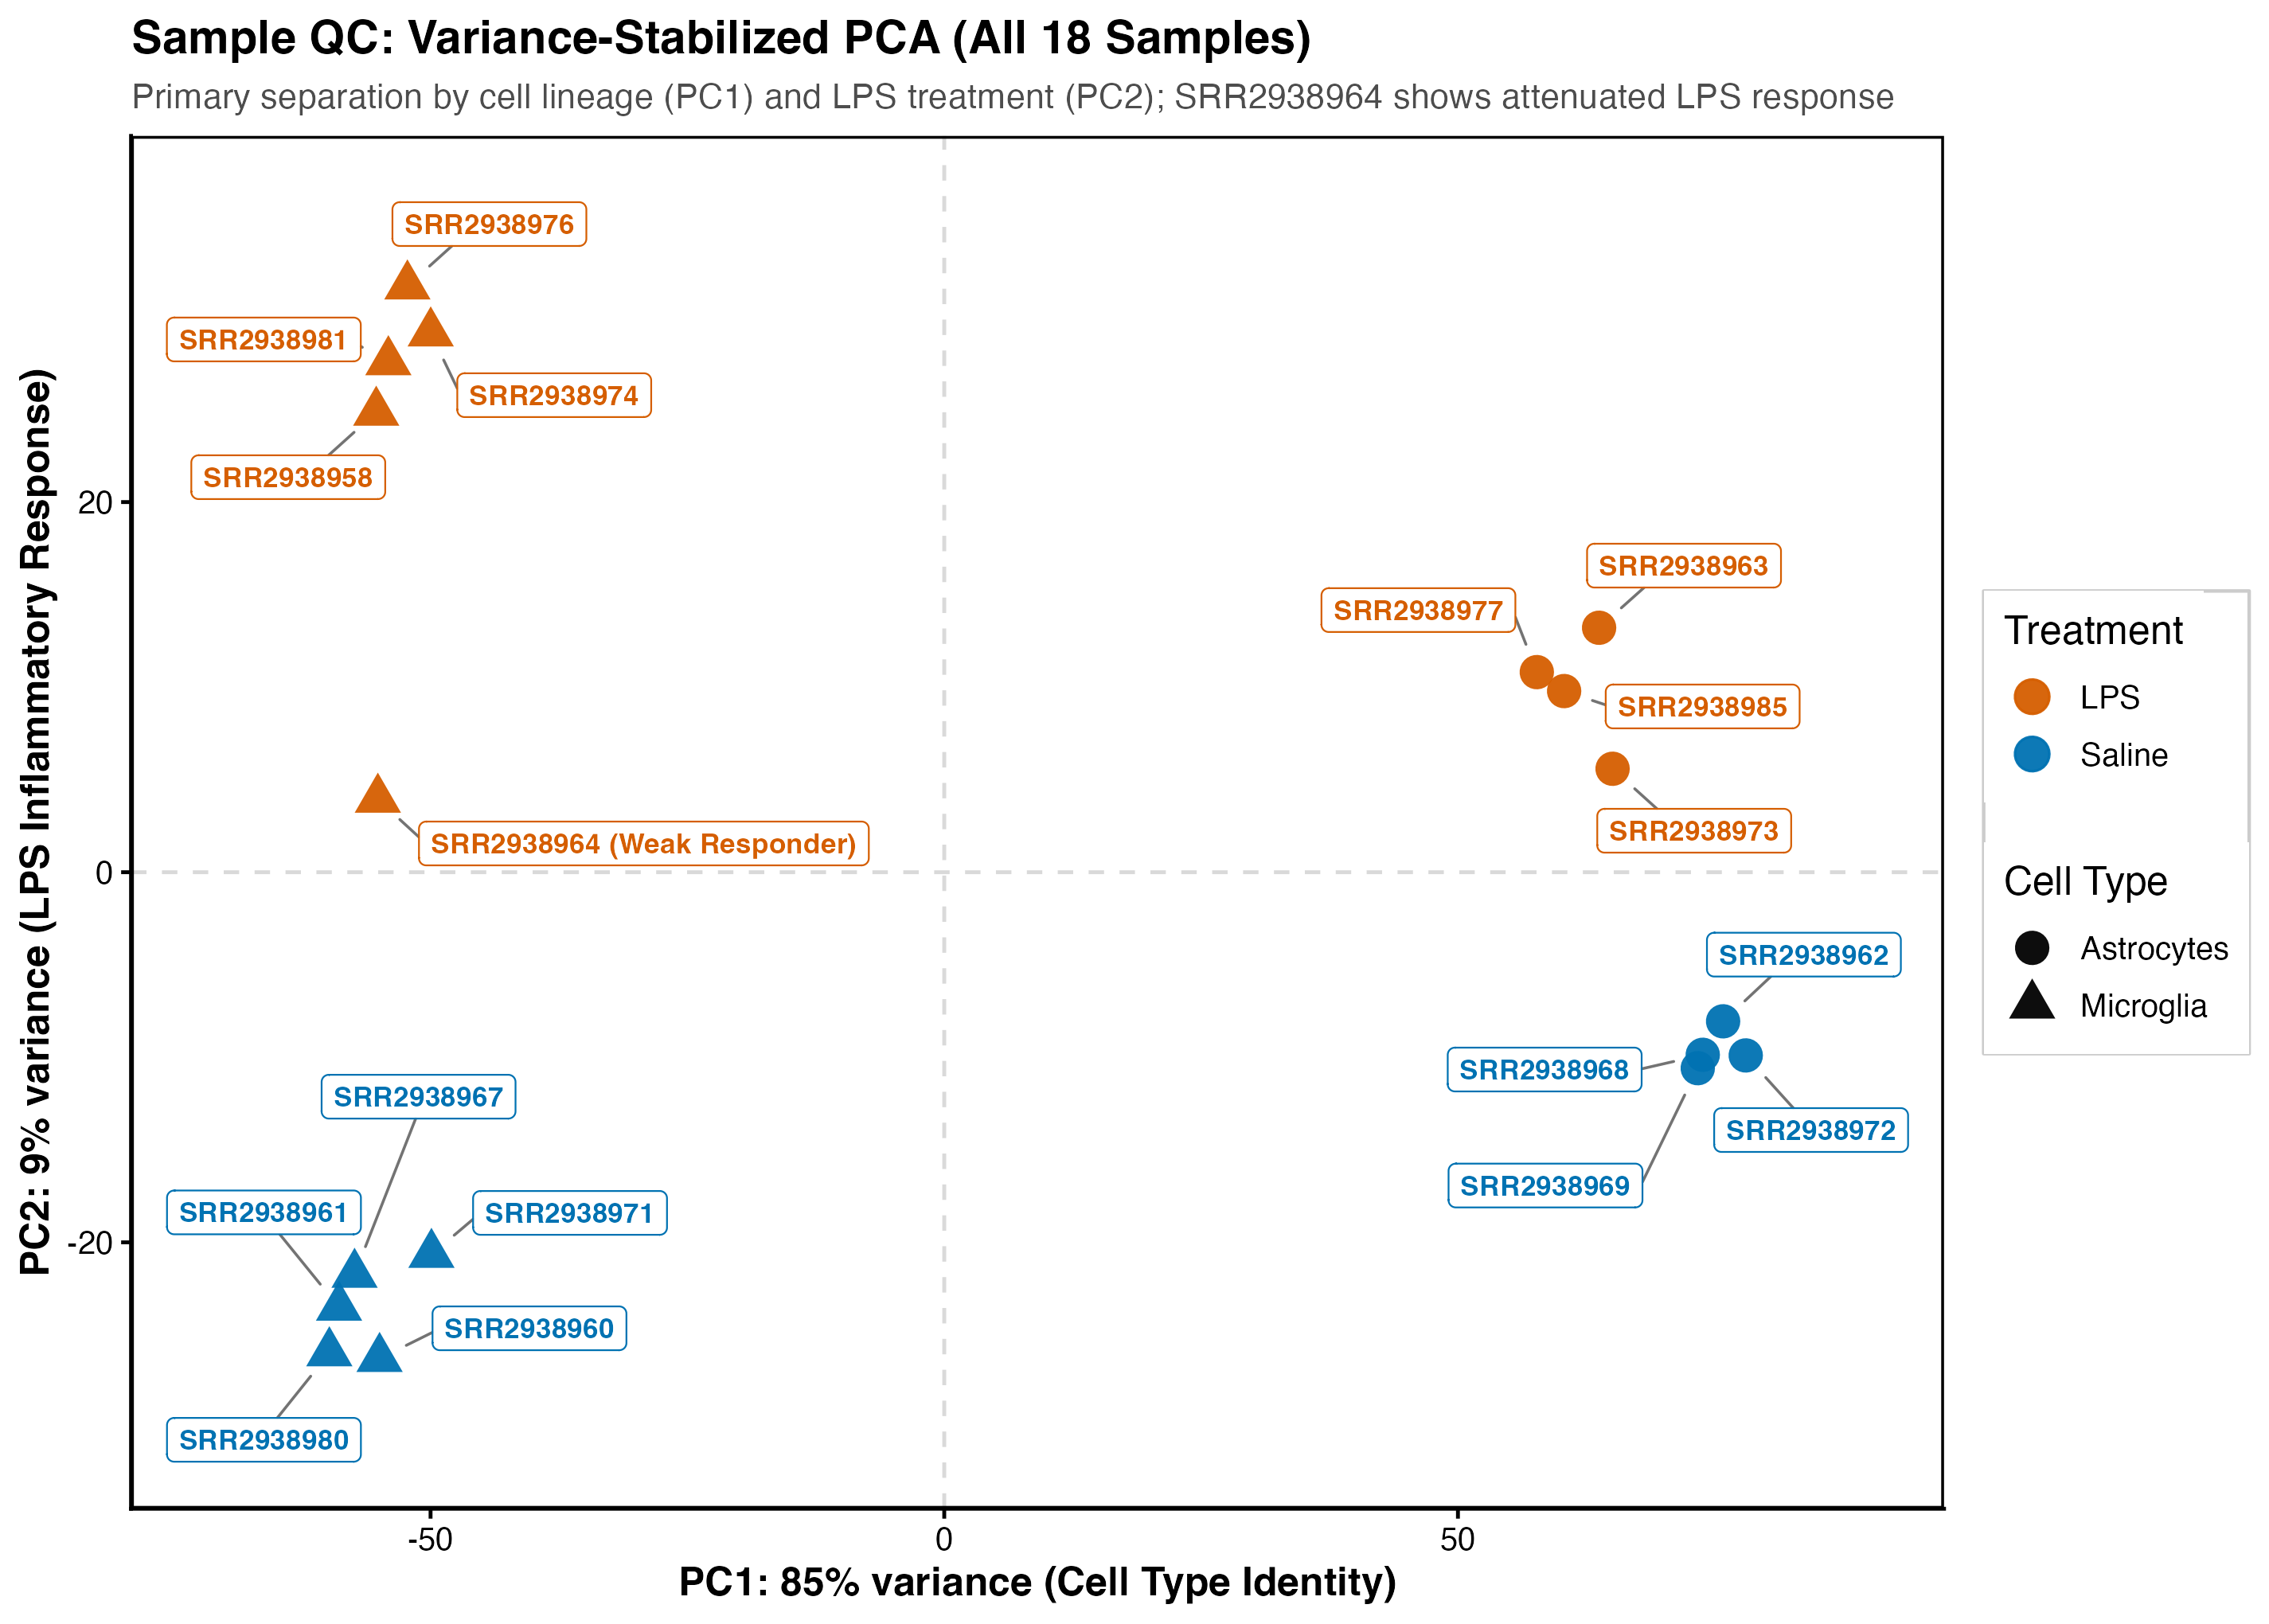 Sample QC: Variance-Stabilized PCA (All 18 Samples)
Primary separation by cell lineage (PC1) and LPS treatment (PC2); SRR2938964 shows attenuated LPS response
PC2: 9% variance (LPS Inflammatory Response)
20
0
-20
SRR2938976
SRR2938981
SRR2938974
SRR2938958
SRR2938963
SRR2938977
SRR2938985
SRR2938973
SRR2938964 (Weak Responder)
SRR2938962
SRR2938968
SRR2938972
SRR2938969
SRR2938967
SRR2938961
SRR2938971
SRR2938960
SRR2938980
-50
0
50
PC1: 85% variance (Cell Type Identity)
Treatment
LPS
Saline
Cell Type
Astrocytes
Microglia